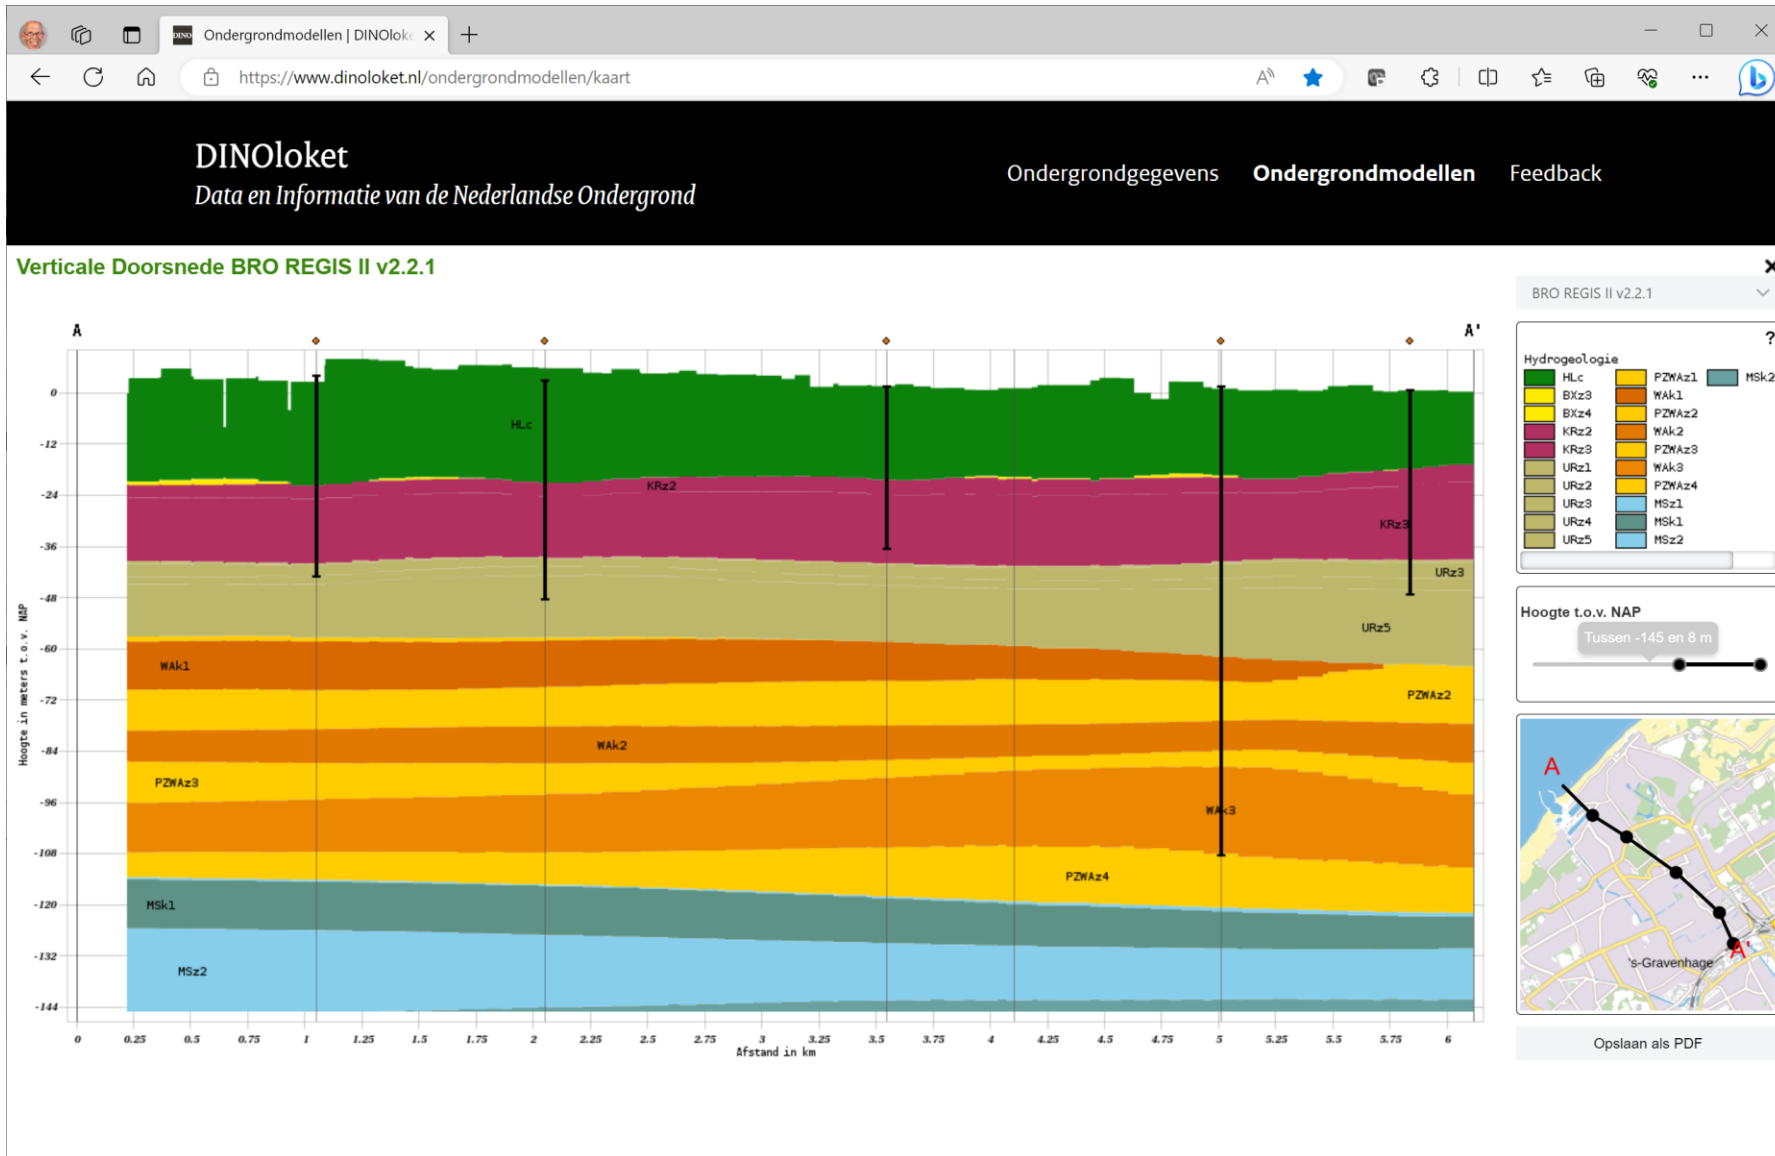 Ondergrondmodellen | DINOloke
https://www.dinoloket.nl/ondergrondmodellen/kaart
DINOloket
Data en Informatie van de Nederlandse Ondergrond
Ondergrondgegevens
Ondergrondmodellen
Feedback
Verticale Doorsnede BRO REGIS II v2.2.1
BRO REGIS II v2.2.1
A
A'
Hoogte in meters t.o.v. NAP
0
-12
-24
-36
-48
-60
-72
-84
-96
-108
-120
-132
-144
HLc
KRz2
KRz3
URz3
URz5
WAk1
PZWAz2
WAk2
PZWAz3
WAk3
PZWAz4
MSk1
MSz2
0 0.25 0.5 0.75 1 1.25 1.5 1.75 2 2.25 2.5 2.75 3 3.25 3.5 3.75 4 4.25 4.5 4.75 5 5.25 5.5 5.75 6
Afstand in km
?
Hydrogeologie
HLc PZWAz1 MSk2
BXz3 WAk1
BXz4 PZWAz2
KRz2 WAk2
KRz3 PZWAz3
URz1 WAk3
URz2 PZWAz4
URz3 MSz1
URz4 MSk1
URz5 MSz2
Hoogte t.o.v. NAP
Tussen -145 en 8 m
A
A'
's-Gravenhage
Opslaan als PDF